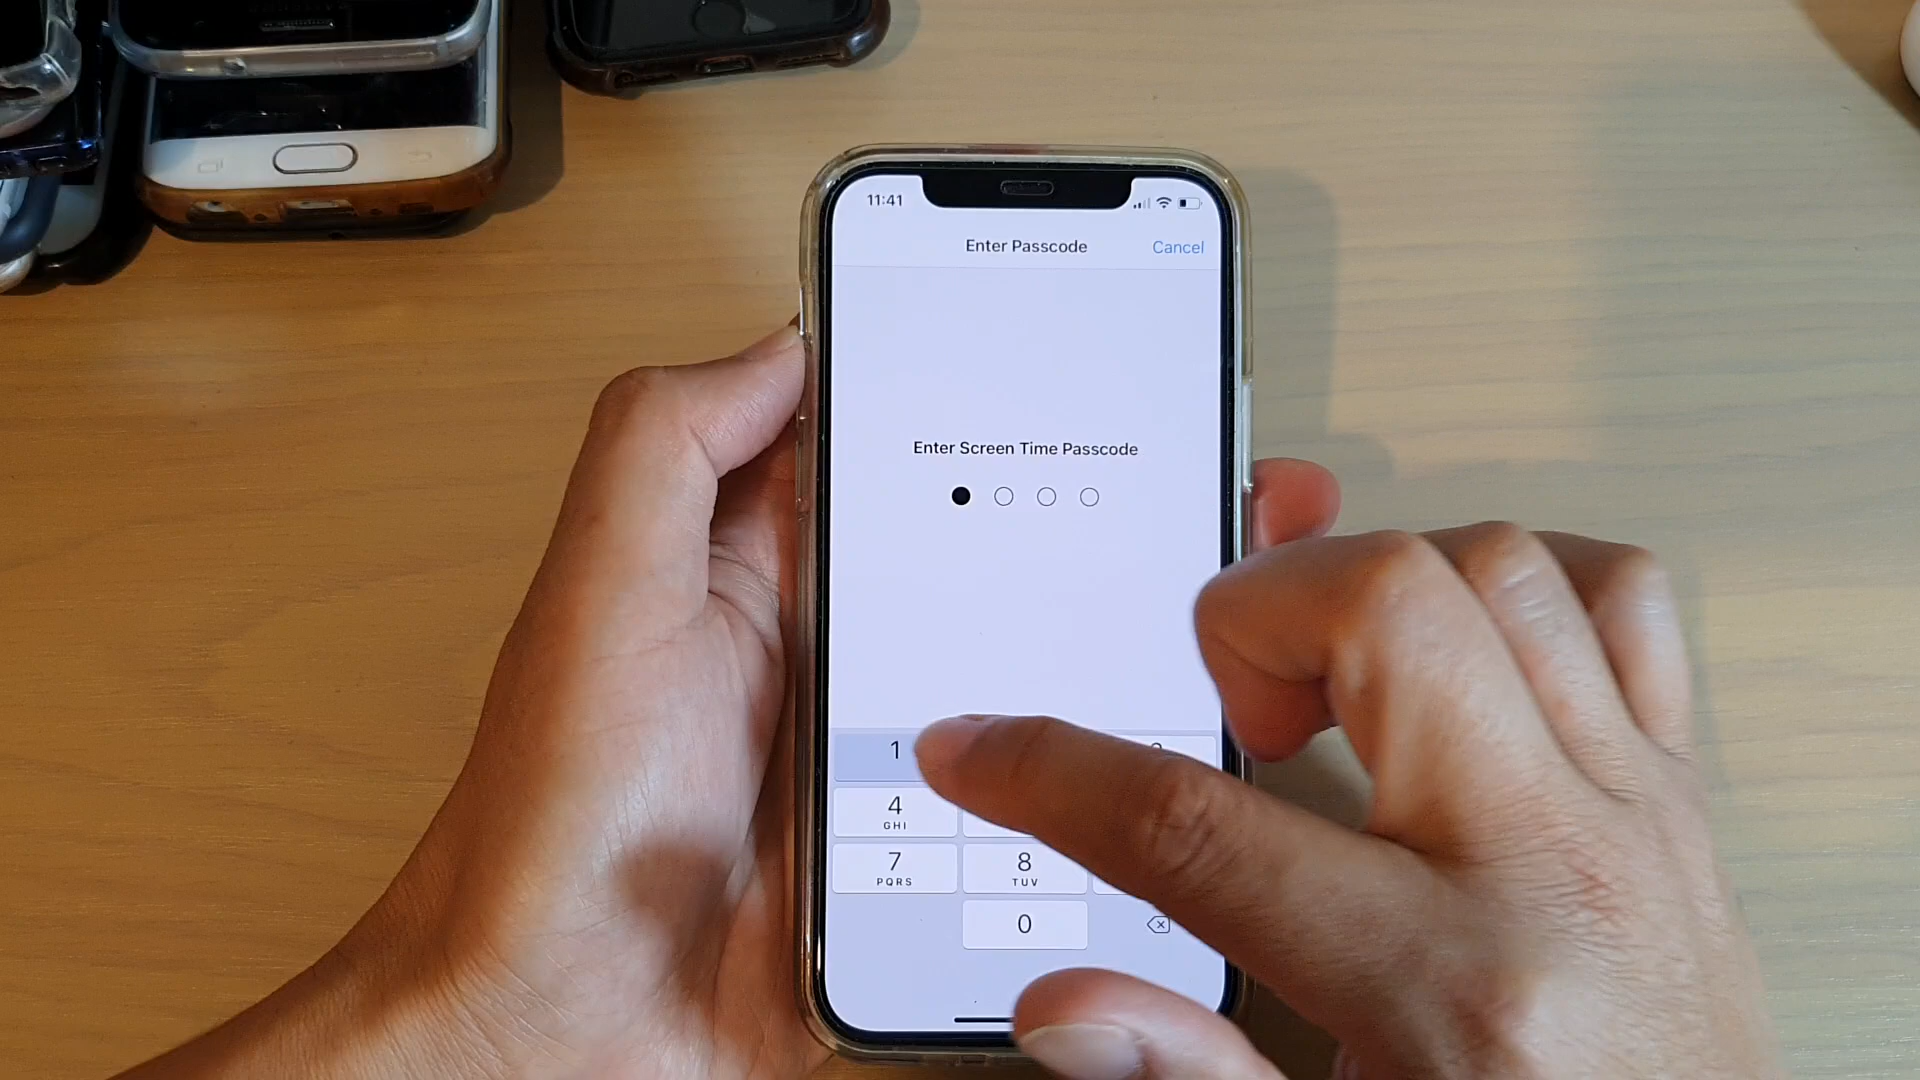 11:41
Enter Passcode
Cancel
Enter Screen Time Passcode
1
4
GHI
7
PQRS
8
TUV
0